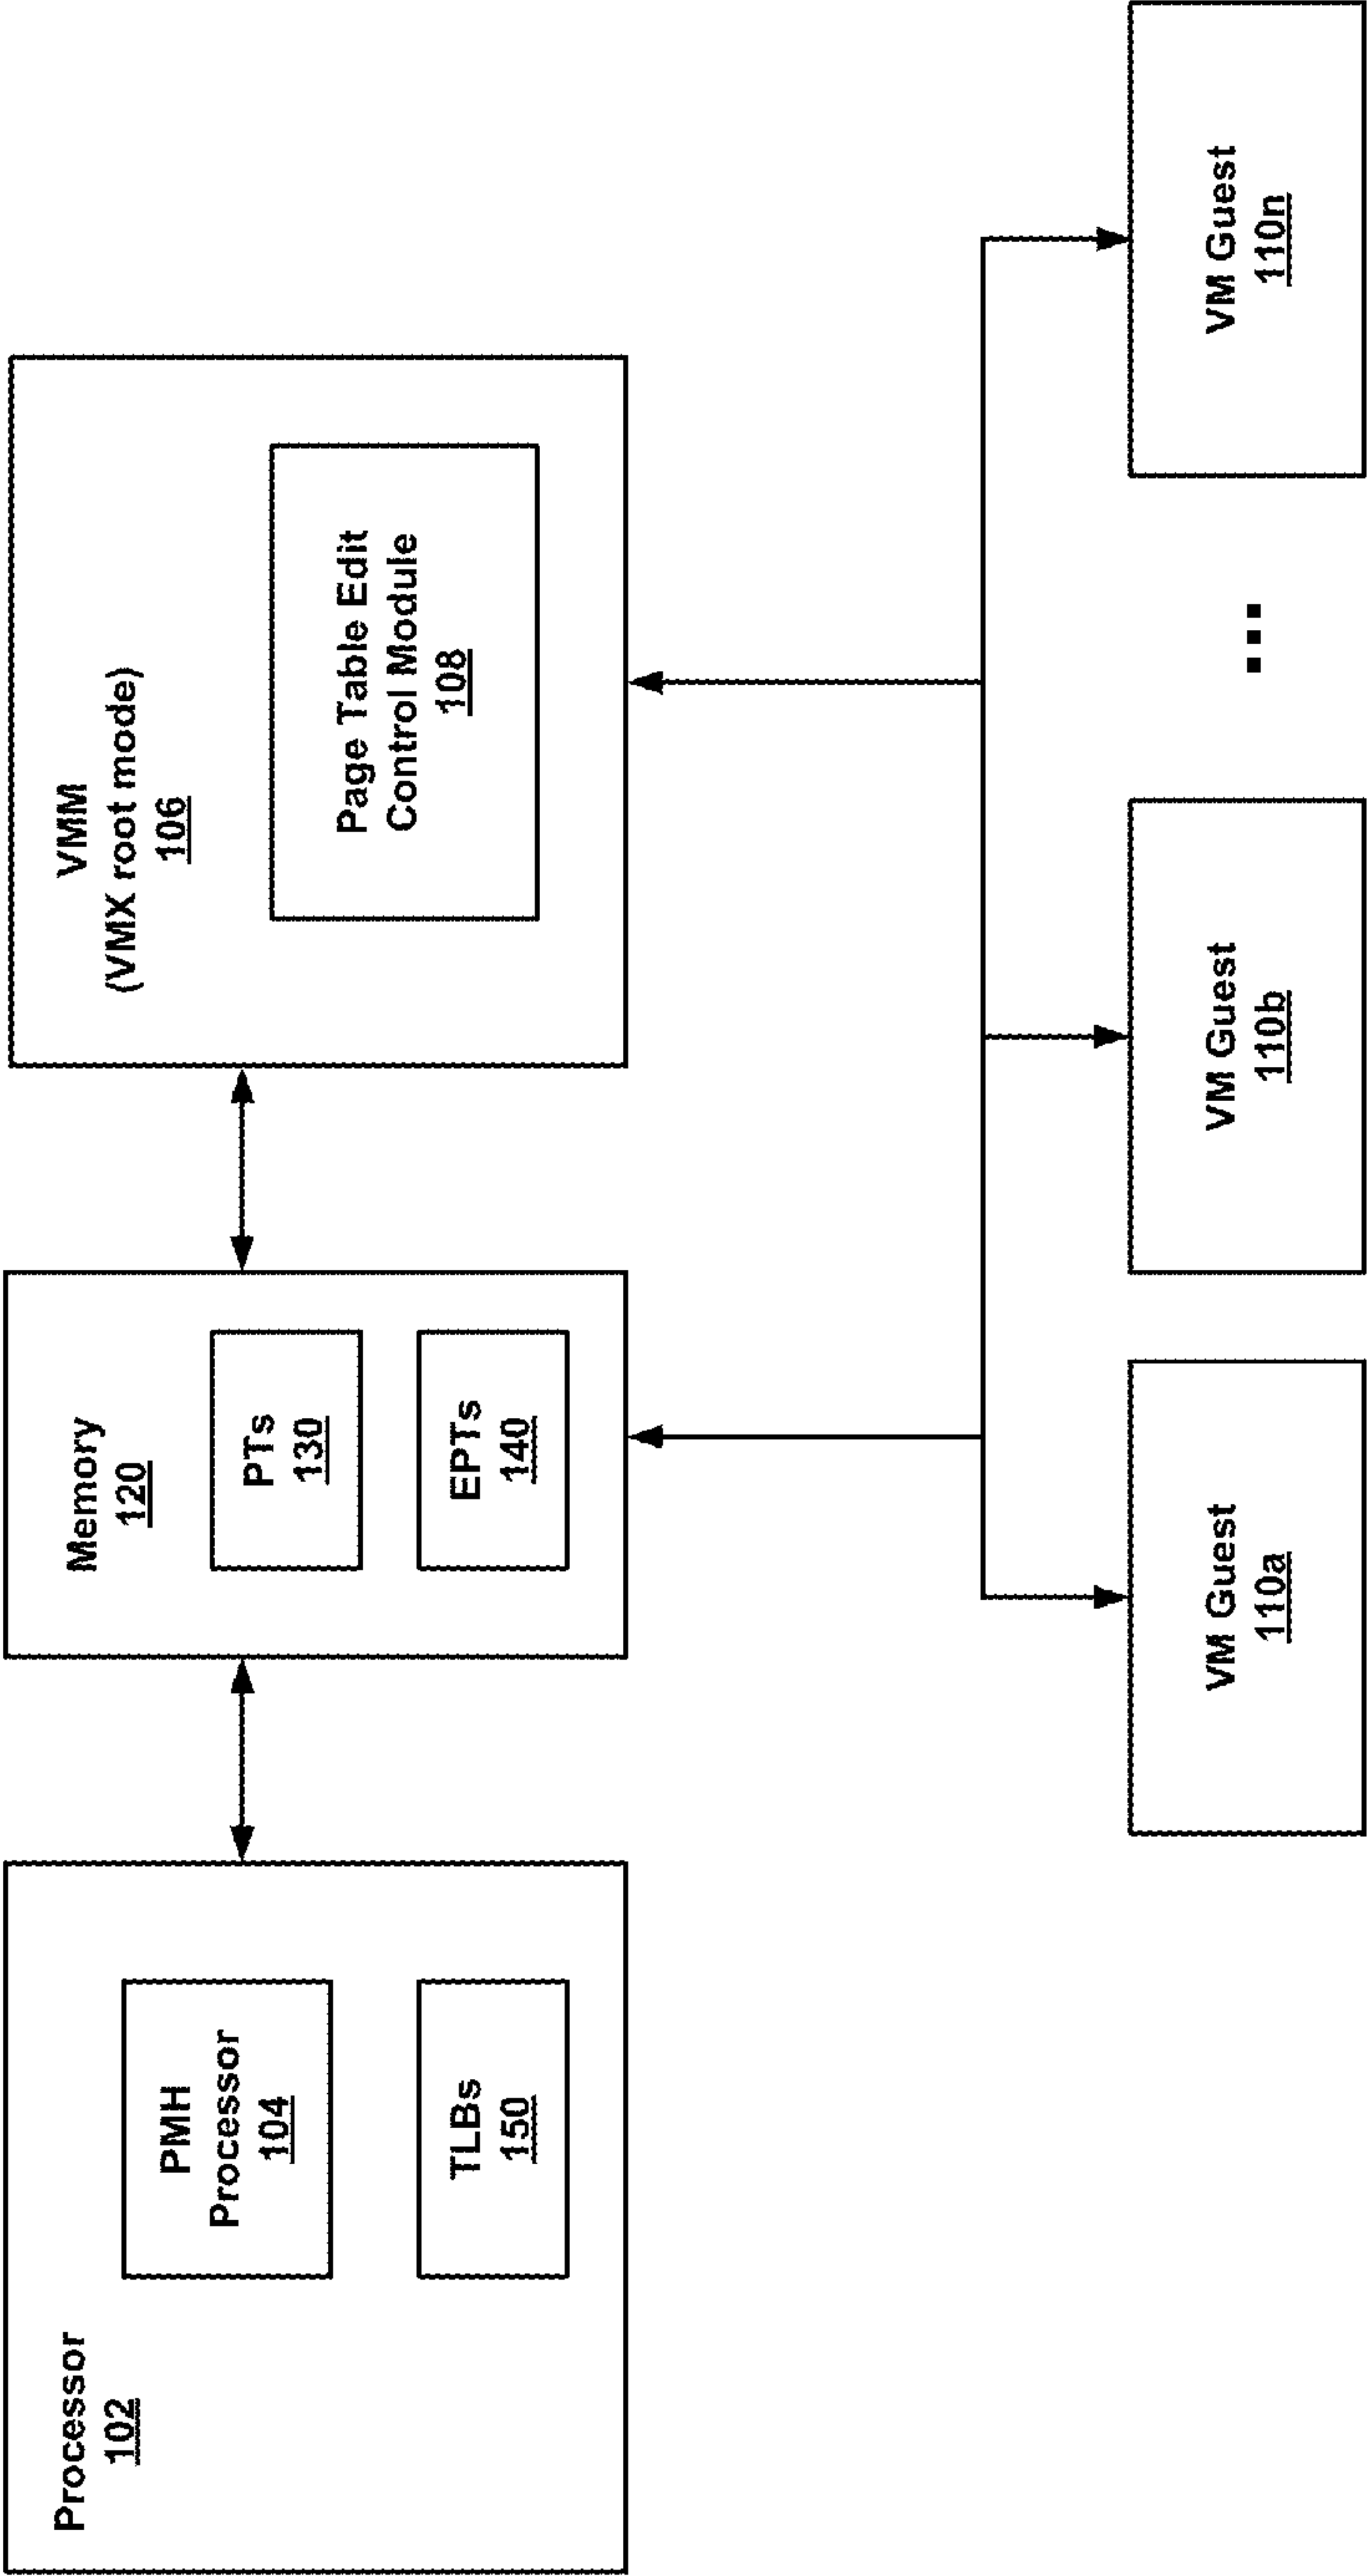 Processor
102
PMH
Processor
104
TLBs
150
Memory
120
PTs
130
EPTs
140
VMM
(VMX root mode)
106
Page Table Edit
Control Module
108
VM Guest
110a
VM Guest
110b
...
VM Guest
110n